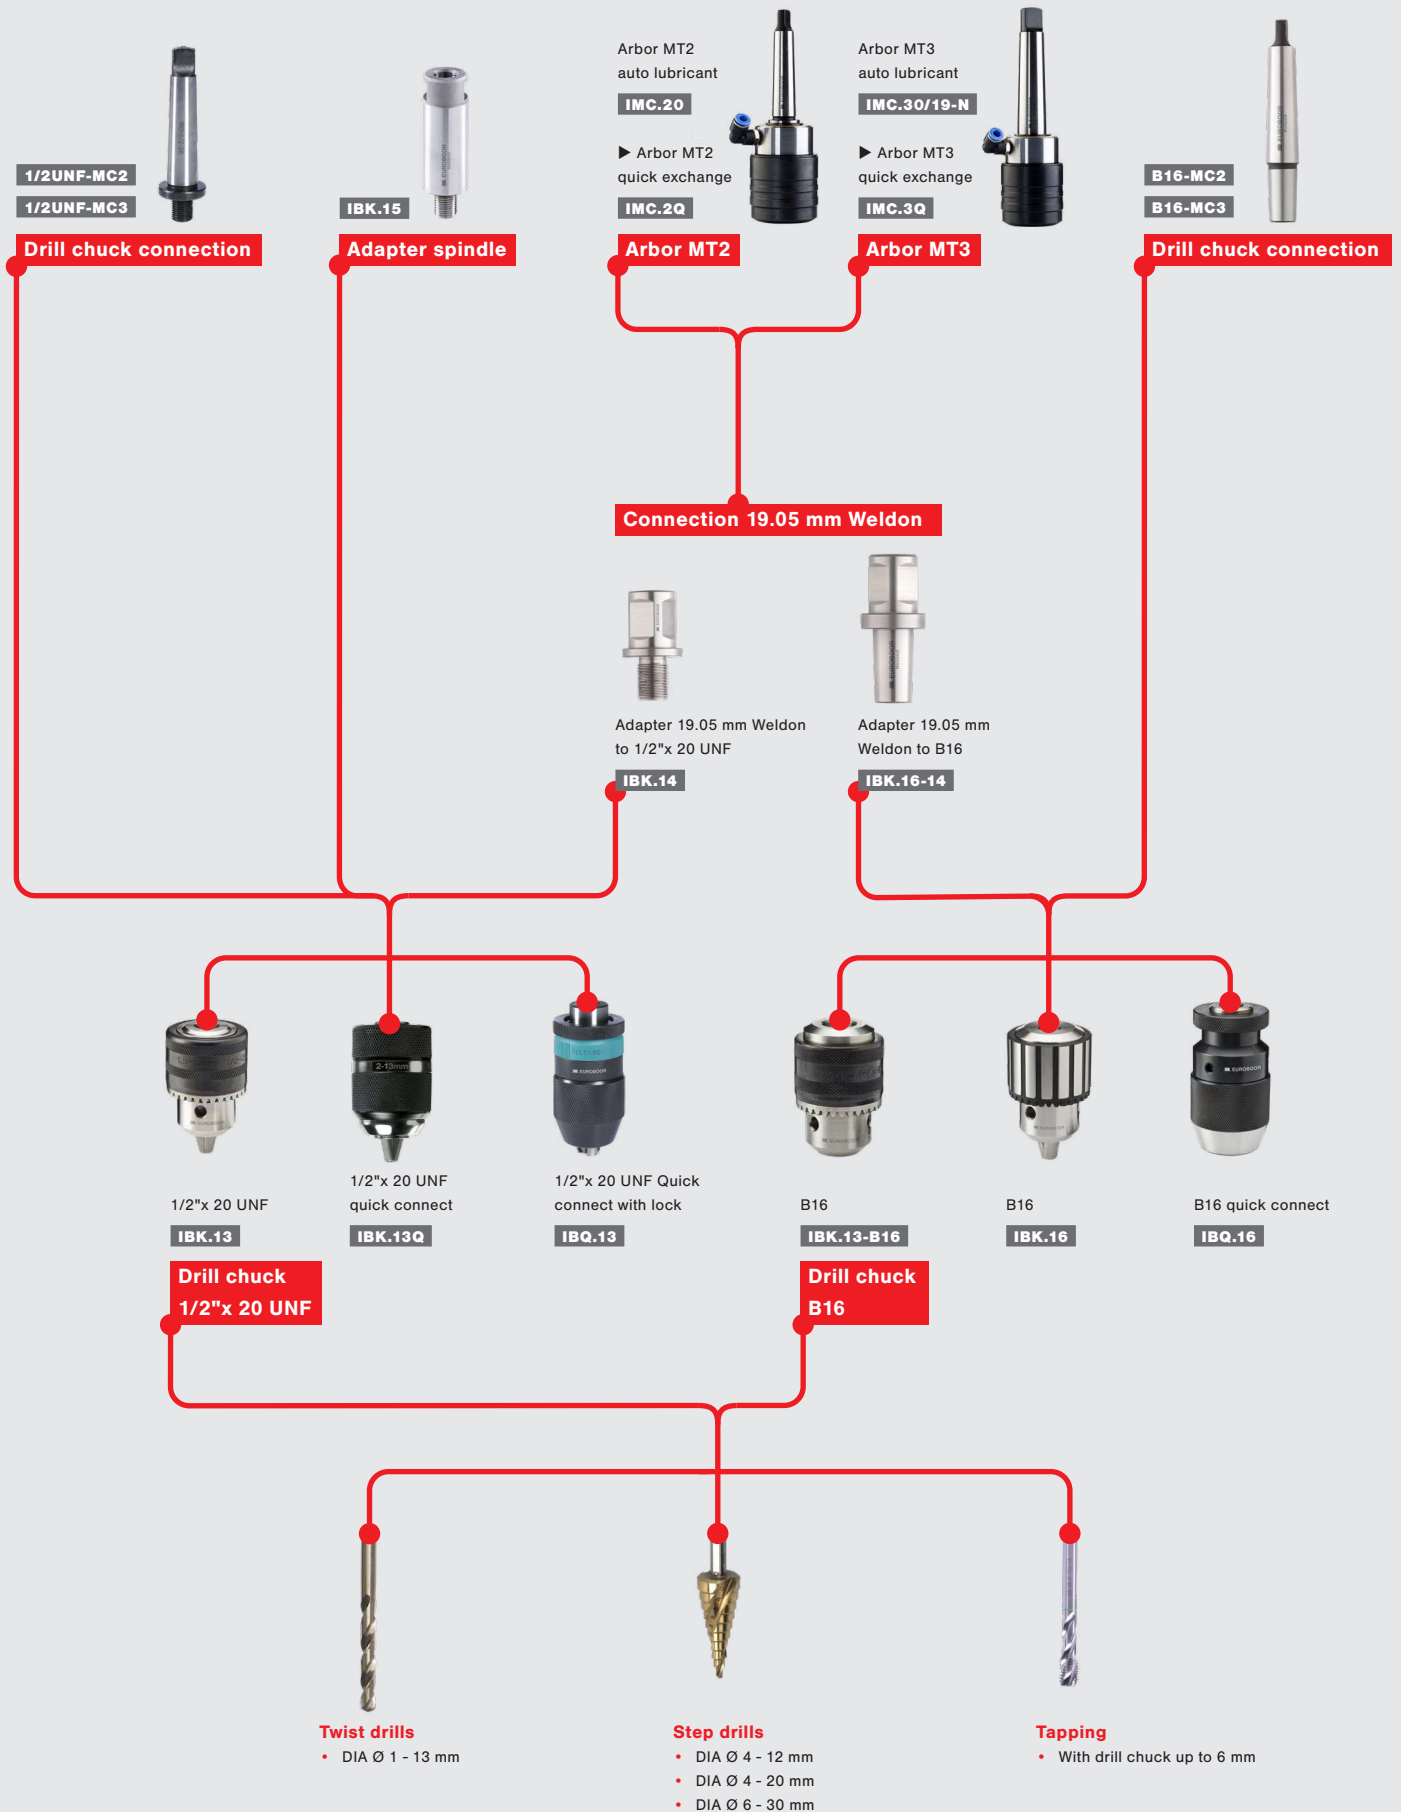 Arbor MT2
auto lubricant
IMC.20
▶ Arbor MT2
quick exchange
IMC.2Q
Arbor MT3
auto lubricant
IMC.30/19-N
▶ Arbor MT3
quick exchange
IMC.3Q
1/2UNF-MC2
1/2UNF-MC3
IBK.15
B16-MC2
B16-MC3
Drill chuck connection
Adapter spindle
Arbor MT2
Arbor MT3
Drill chuck connection
Connection 19.05 mm Weldon
Adapter 19.05 mm Weldon
to 1/2"x 20 UNF
IBK.14
Adapter 19.05 mm
Weldon to B16
IBK.16-14
2-13mm
RELEASE
EUROBOOR
EUROBOOR
EUROBOOR
EUROBOOR
1/2"x 20 UNF
IBK.13
1/2"x 20 UNF
quick connect
IBK.13Q
1/2"x 20 UNF Quick
connect with lock
IBQ.13
B16
IBK.13-B16
B16
IBK.16
B16 quick connect
IBQ.16
Drill chuck
1/2"x 20 UNF
Drill chuck
B16
Twist drills
• DIA Ø 1 - 13 mm
Step drills
• DIA Ø 4 - 12 mm
• DIA Ø 4 - 20 mm
• DIA Ø 6 - 30 mm
Tapping
• With drill chuck up to 6 mm